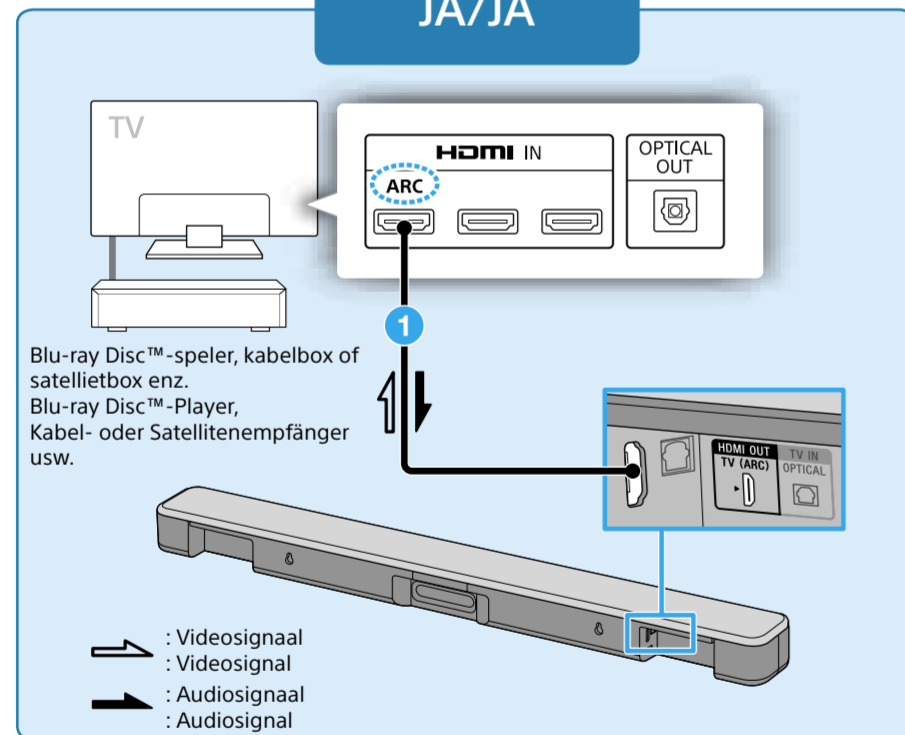 JA/JA
TV
HDMI IN
ARC
OPTICAL
OUT
1
Blu-ray Disc™-speler, kabelbox of
satellietbox enz.
Blu-ray Disc™-Player,
Kabel- oder Satellitenempfänger
usw.
HDMI OUT
TV (ARC)
TV IN
OPTICAL
: Videosignaal
: Videosignal
: Audiosignaal
: Audiosignal